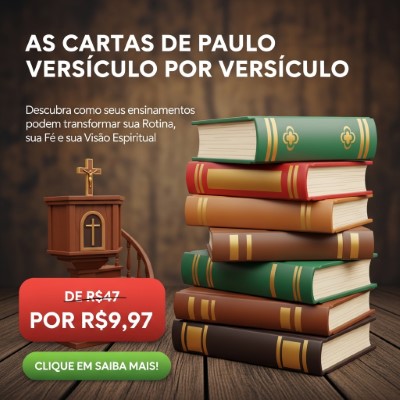 AS CARTAS DE PAULO
VERSÍCULO POR VERSÍCULO
Descubra como seus ensinamentos
podem transformar sua Rotina,
sua Fé e sua Visão Espiritual
DE R$47
POR R$9,97
CLIQUE EM SAIBA MAIS!